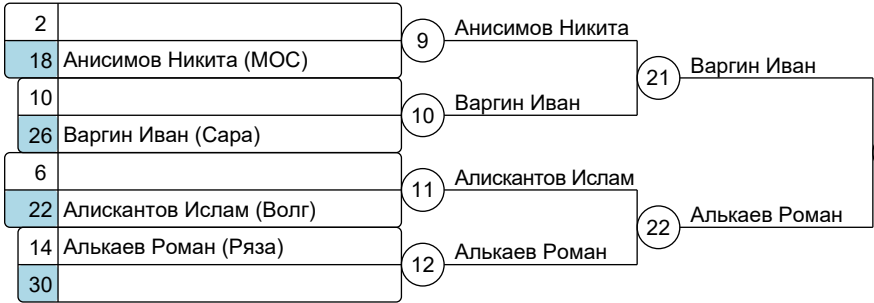 2
9 Анисимов Никита
18 Анисимов Никита (МОС)
21 Варгин Иван
10
10 Варгин Иван
26 Варгин Иван (Сара)
6
11 Алискантов Ислам
22 Алискантов Ислам (Волг)
22 Алькаев Роман
14 Алькаев Роман (Ряза)
12 Алькаев Роман
30